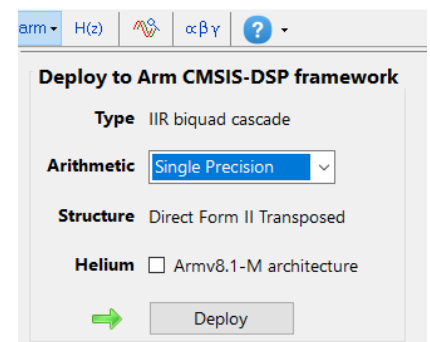 arm H(z) αβγ ?
Deploy to Arm CMSIS-DSP framework
Type IIR biquad cascade
Arithmetic Single Precision
Structure Direct Form II Transposed
Helium Armv8.1-M architecture
Deploy